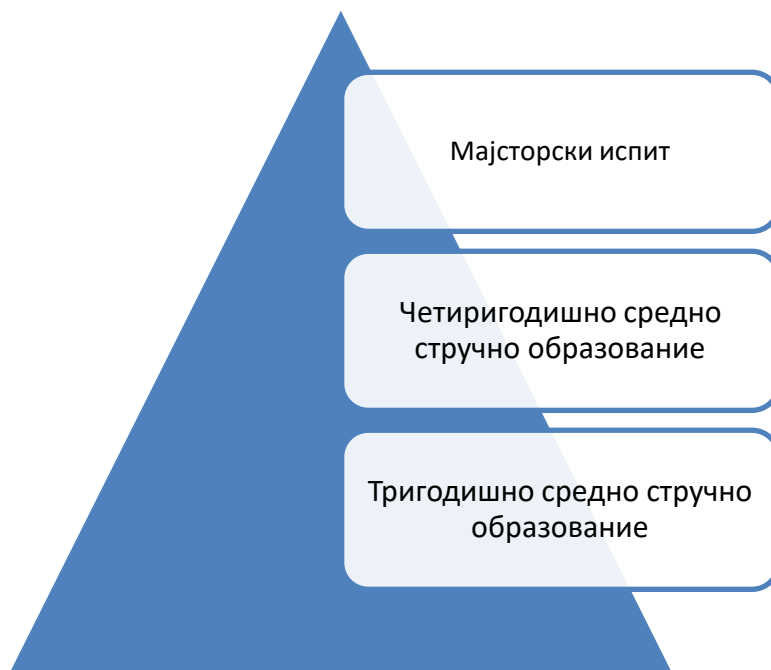 Мајсторски испит
Четиригодишно средно
стручно образование
Тригодишно средно стручно
образование